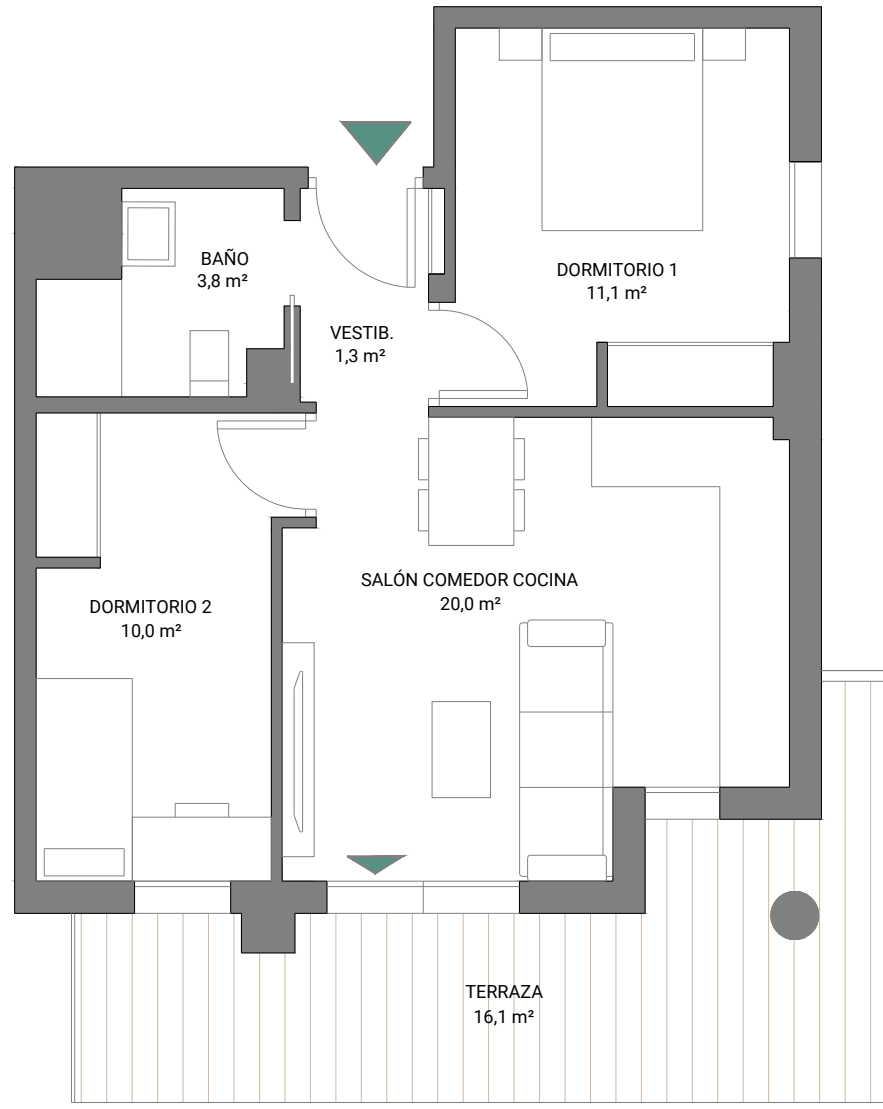 BAÑO
3,8 m²
DORMITORIO 1
11,1 m²
VESTIB.
1,3 m²
SALÓN COMEDOR COCINA
20,0 m²
DORMITORIO 2
10,0 m²
TERRAZA
16,1 m²